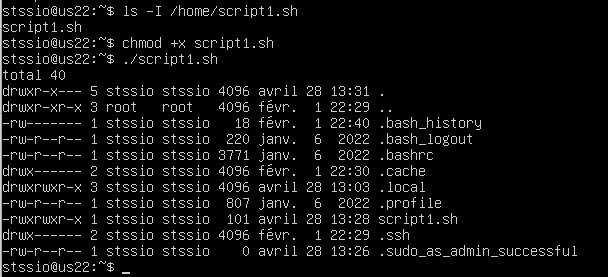 stssio@us22:~$ ls -I /home/script1.sh
script1.sh
stssio@us22:~$ chmod +x script1.sh
stssio@us22:~$ ./script1.sh
total 40
drwxr-x--- 5 stssio stssio 4096 avril 28 13:31 .
drwxr-xr-x 3 root   root   4096 févr.  1 22:29 ..
-rw------- 1 stssio stssio   18 févr.  1 22:40 .bash_history
-rw-r--r-- 1 stssio stssio  220 janv.  6  2022 .bash_logout
-rw-r--r-- 1 stssio stssio 3771 janv.  6  2022 .bashrc
drwx------ 2 stssio stssio 4096 févr.  1 22:30 .cache
drwxrwxr-x 3 stssio stssio 4096 avril 28 13:03 .local
-rw-r--r-- 1 stssio stssio  807 janv.  6  2022 .profile
-rwxrwxr-x 1 stssio stssio  101 avril 28 13:28 script1.sh
drwx------ 2 stssio stssio 4096 févr.  1 22:29 .ssh
-rw-r--r-- 1 stssio stssio    0 avril 28 13:26 .sudo_as_admin_successful
stssio@us22:~$ _